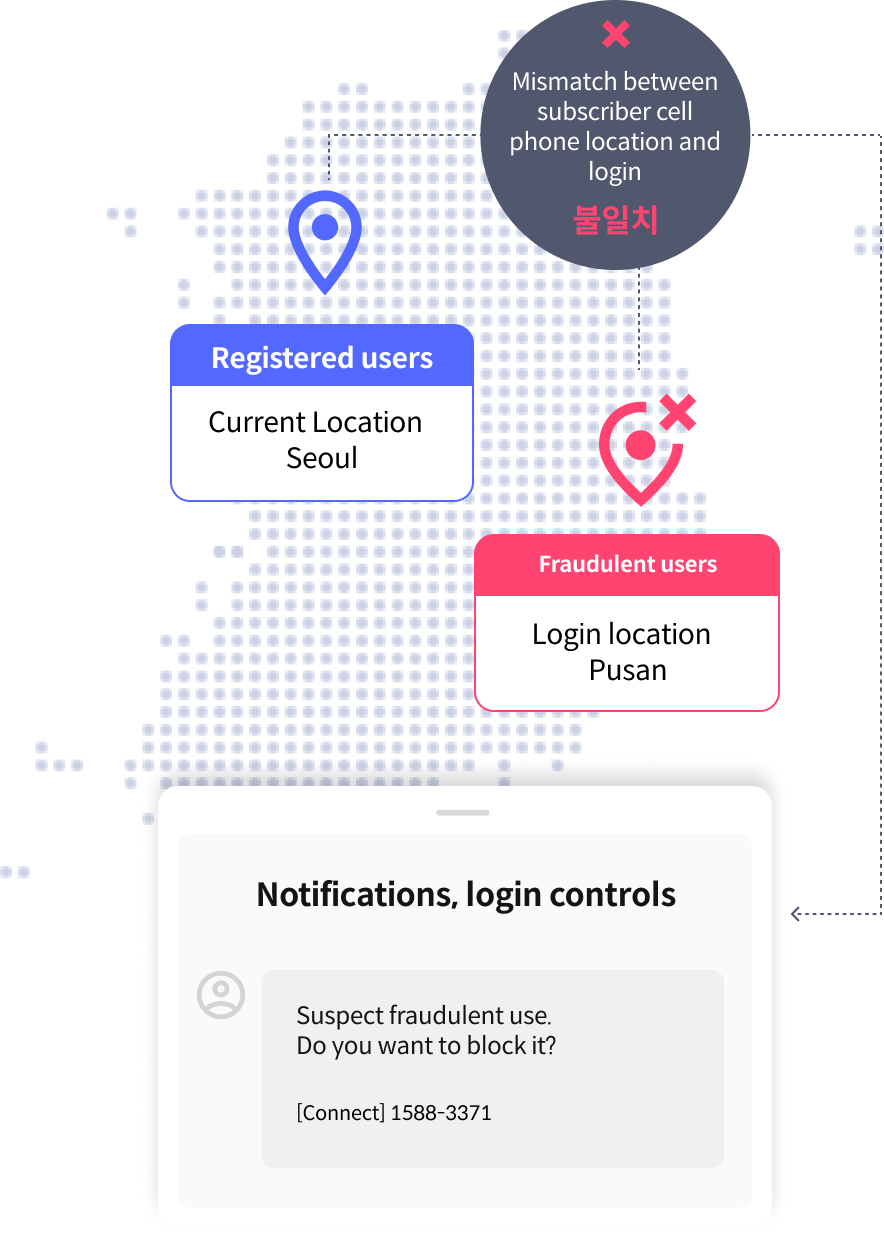 Mismatch between
subscriber cell
phone location and
login
불일치
Registered users
Current Location
Seoul
Fraudulent users
Login location
Pusan
Notifications, login controls
Suspect fraudulent use.
Do you want to block it?
[Connect] 1588-3371